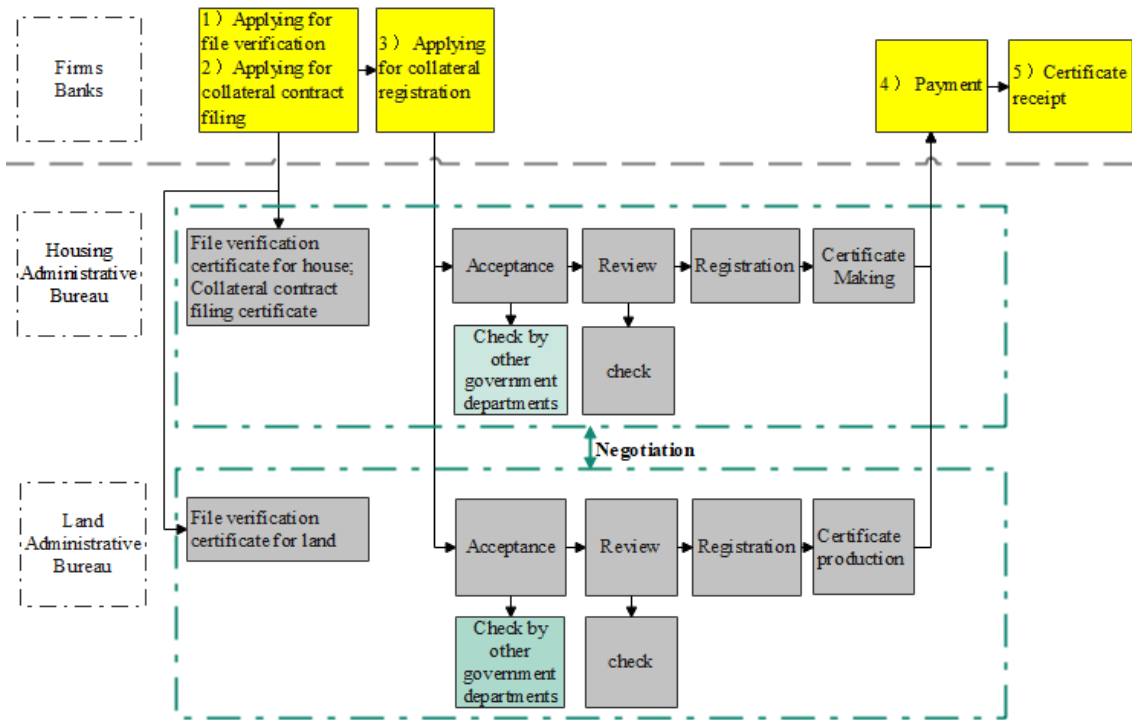 Firms
Banks
1）Applying for
file verification
2）Applying for
collateral contract
filing
3）Applying
for collateral
registration
4）Payment
5）Certificate
receipt
Housing
Administrative
Bureau
File verification
certificate for house;
Collateral contract
filing certificate
Acceptance
Review
Registration
Certificate
Making
Check by
other
government
departments
check
Negotiation
Land
Administrative
Bureau
File verification
certificate for land
Acceptance
Review
Registration
Certificate
production
Check by
other
government
departments
check